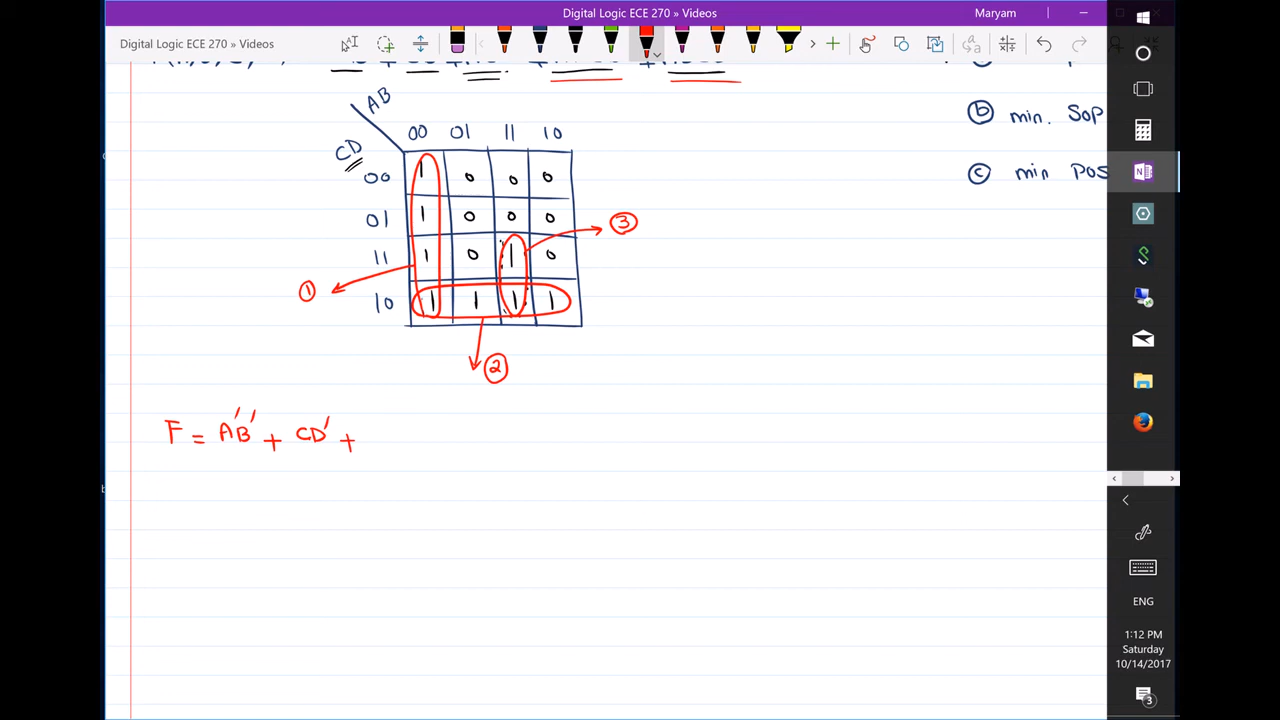 Digital Logic ECE 270 » Videos
Maryam
Digital Logic ECE 270 » Videos
AB
CD
00 01 11 10
00 1 0 0 0
01 1 0 0 0
11 1 0 1 0
10 1 1 1 1
①
②
③
F = A'B' + CD' +
ⓑ min. SOP
ⓒ min POS
ENG
1:12 PM
Saturday
10/14/2017
3